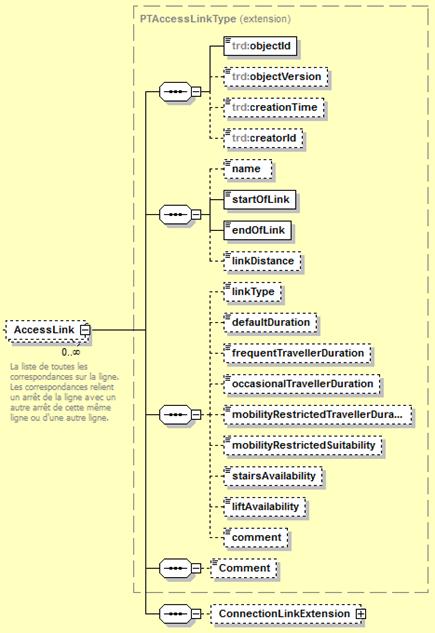 PTAccessLinkType (extension)
trd:objectId
trd:objectVersion
trd:creationTime
trd:creatorId
name
startOfLink
endOfLink
linkDistance
AccessLink
0..∞
La liste de toutes les
correspondances sur la ligne.
Les correspondances relient
un arrêt de la ligne avec un
autre arrêt de cette même
ligne ou d'une autre ligne.
linkType
defaultDuration
frequentTravellerDuration
occasionalTravellerDuration
mobilityRestrictedTravellerDura...
mobilityRestrictedSuitability
stairsAvailability
liftAvailability
comment
Comment
ConnectionLinkExtension